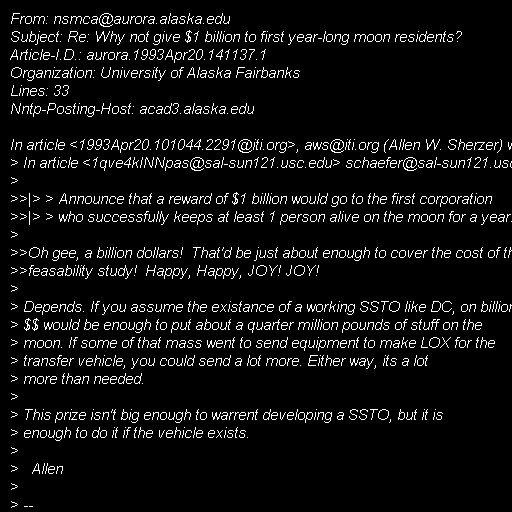 From: nsmca@aurora.alaska.edu
Subject: Re: Why not give $1 billion to first year-long moon residents?
Article-I.D.: aurora.1993Apr20.141137.1
Organization: University of Alaska Fairbanks
Lines: 33
Nntp-Posting-Host: acad3.alaska.edu

In article <1993Apr20.101044.2291@iti.org>, aws@iti.org (Allen W. Sherzer) w
> In article <1qve4kINNpas@sal-sun121.usc.edu> schaefer@sal-sun121.usc
>
>>|> > Announce that a reward of $1 billion would go to the first corporation
>>|> > who successfully keeps at least 1 person alive on the moon for a year.
>
>>Oh gee, a billion dollars!  That'd be just about enough to cover the cost of th
>>feasability study!  Happy, Happy, JOY! JOY!
>
> Depends. If you assume the existance of a working SSTO like DC, on billion
> $$ would be enough to put about a quarter million pounds of stuff on the
> moon. If some of that mass went to send equipment to make LOX for the
> transfer vehicle, you could send a lot more. Either way, its a lot
> more than needed.
>
> This prize isn't big enough to warrent developing a SSTO, but it is
> enough to do it if the vehicle exists.
>
>   Allen
>
> --